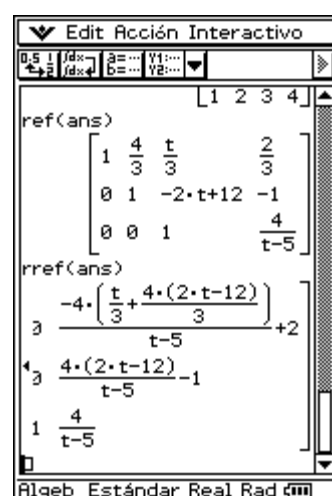 Edit Acción Interactivo
[1 2 3 4]
ref(ans)
[1 4/3 t/3 2/3
0 1 -2·t+12 -1
0 0 1 4/(t-5)]
rref(ans)
0 (-4·(t/3+4·(2·t-12)/3))/(t-5)+2
0 4·(2·t-12)/(t-5)-1
1 4/(t-5)
Algeb Estándar Real Rad